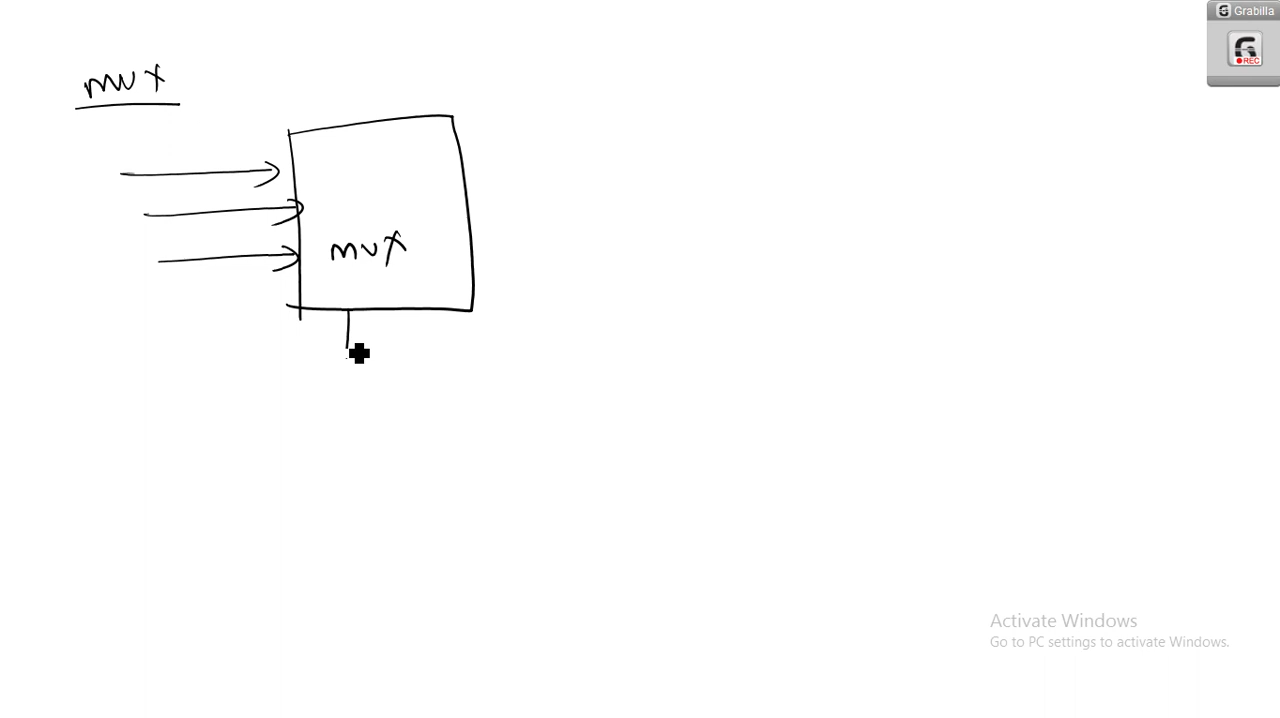 mux
mux
Grabilla
REC
Activate Windows
Go to PC settings to activate Windows.